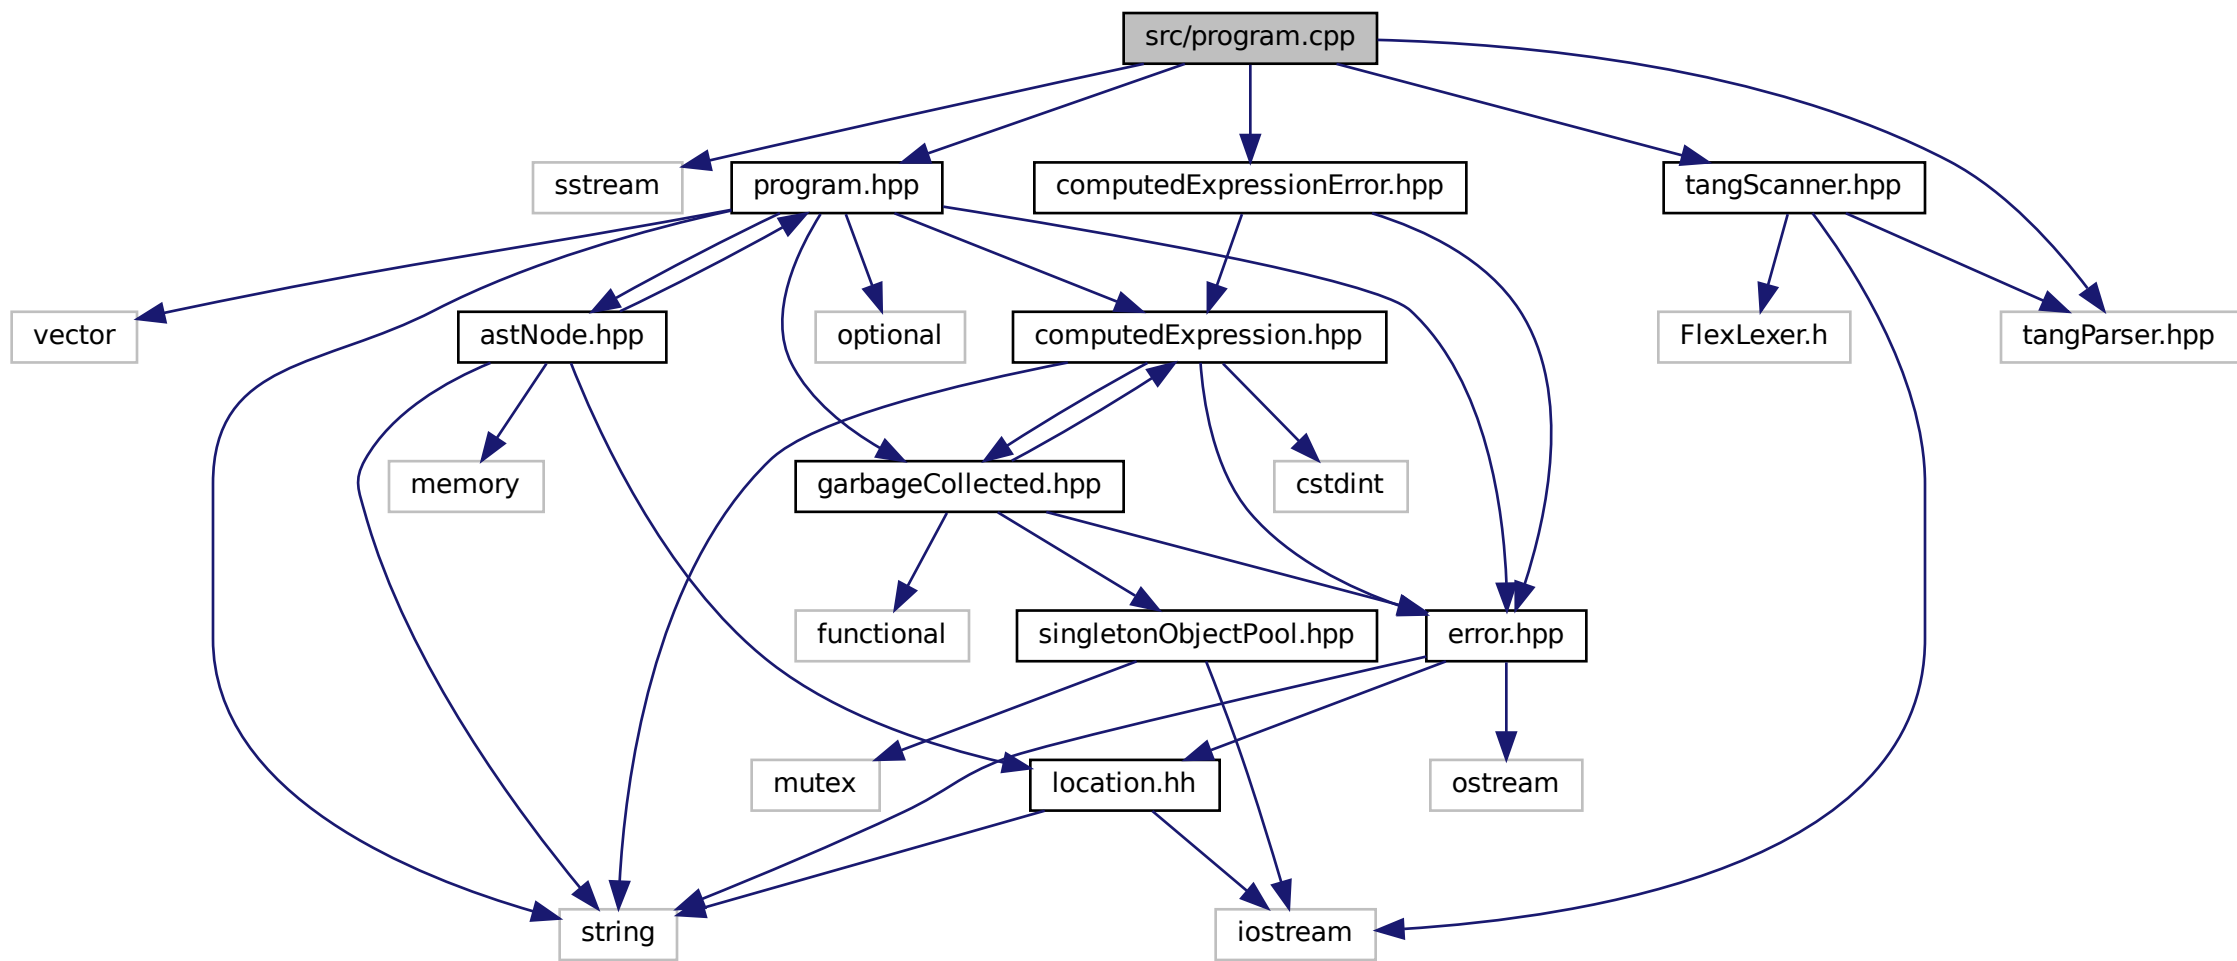 src/program.cpp
sstream
program.hpp
computedExpressionError.hpp
tangScanner.hpp
vector
astNode.hpp
optional
computedExpression.hpp
FlexLexer.h
tangParser.hpp
memory
garbageCollected.hpp
cstdint
functional
singletonObjectPool.hpp
error.hpp
mutex
location.hh
ostream
string
iostream